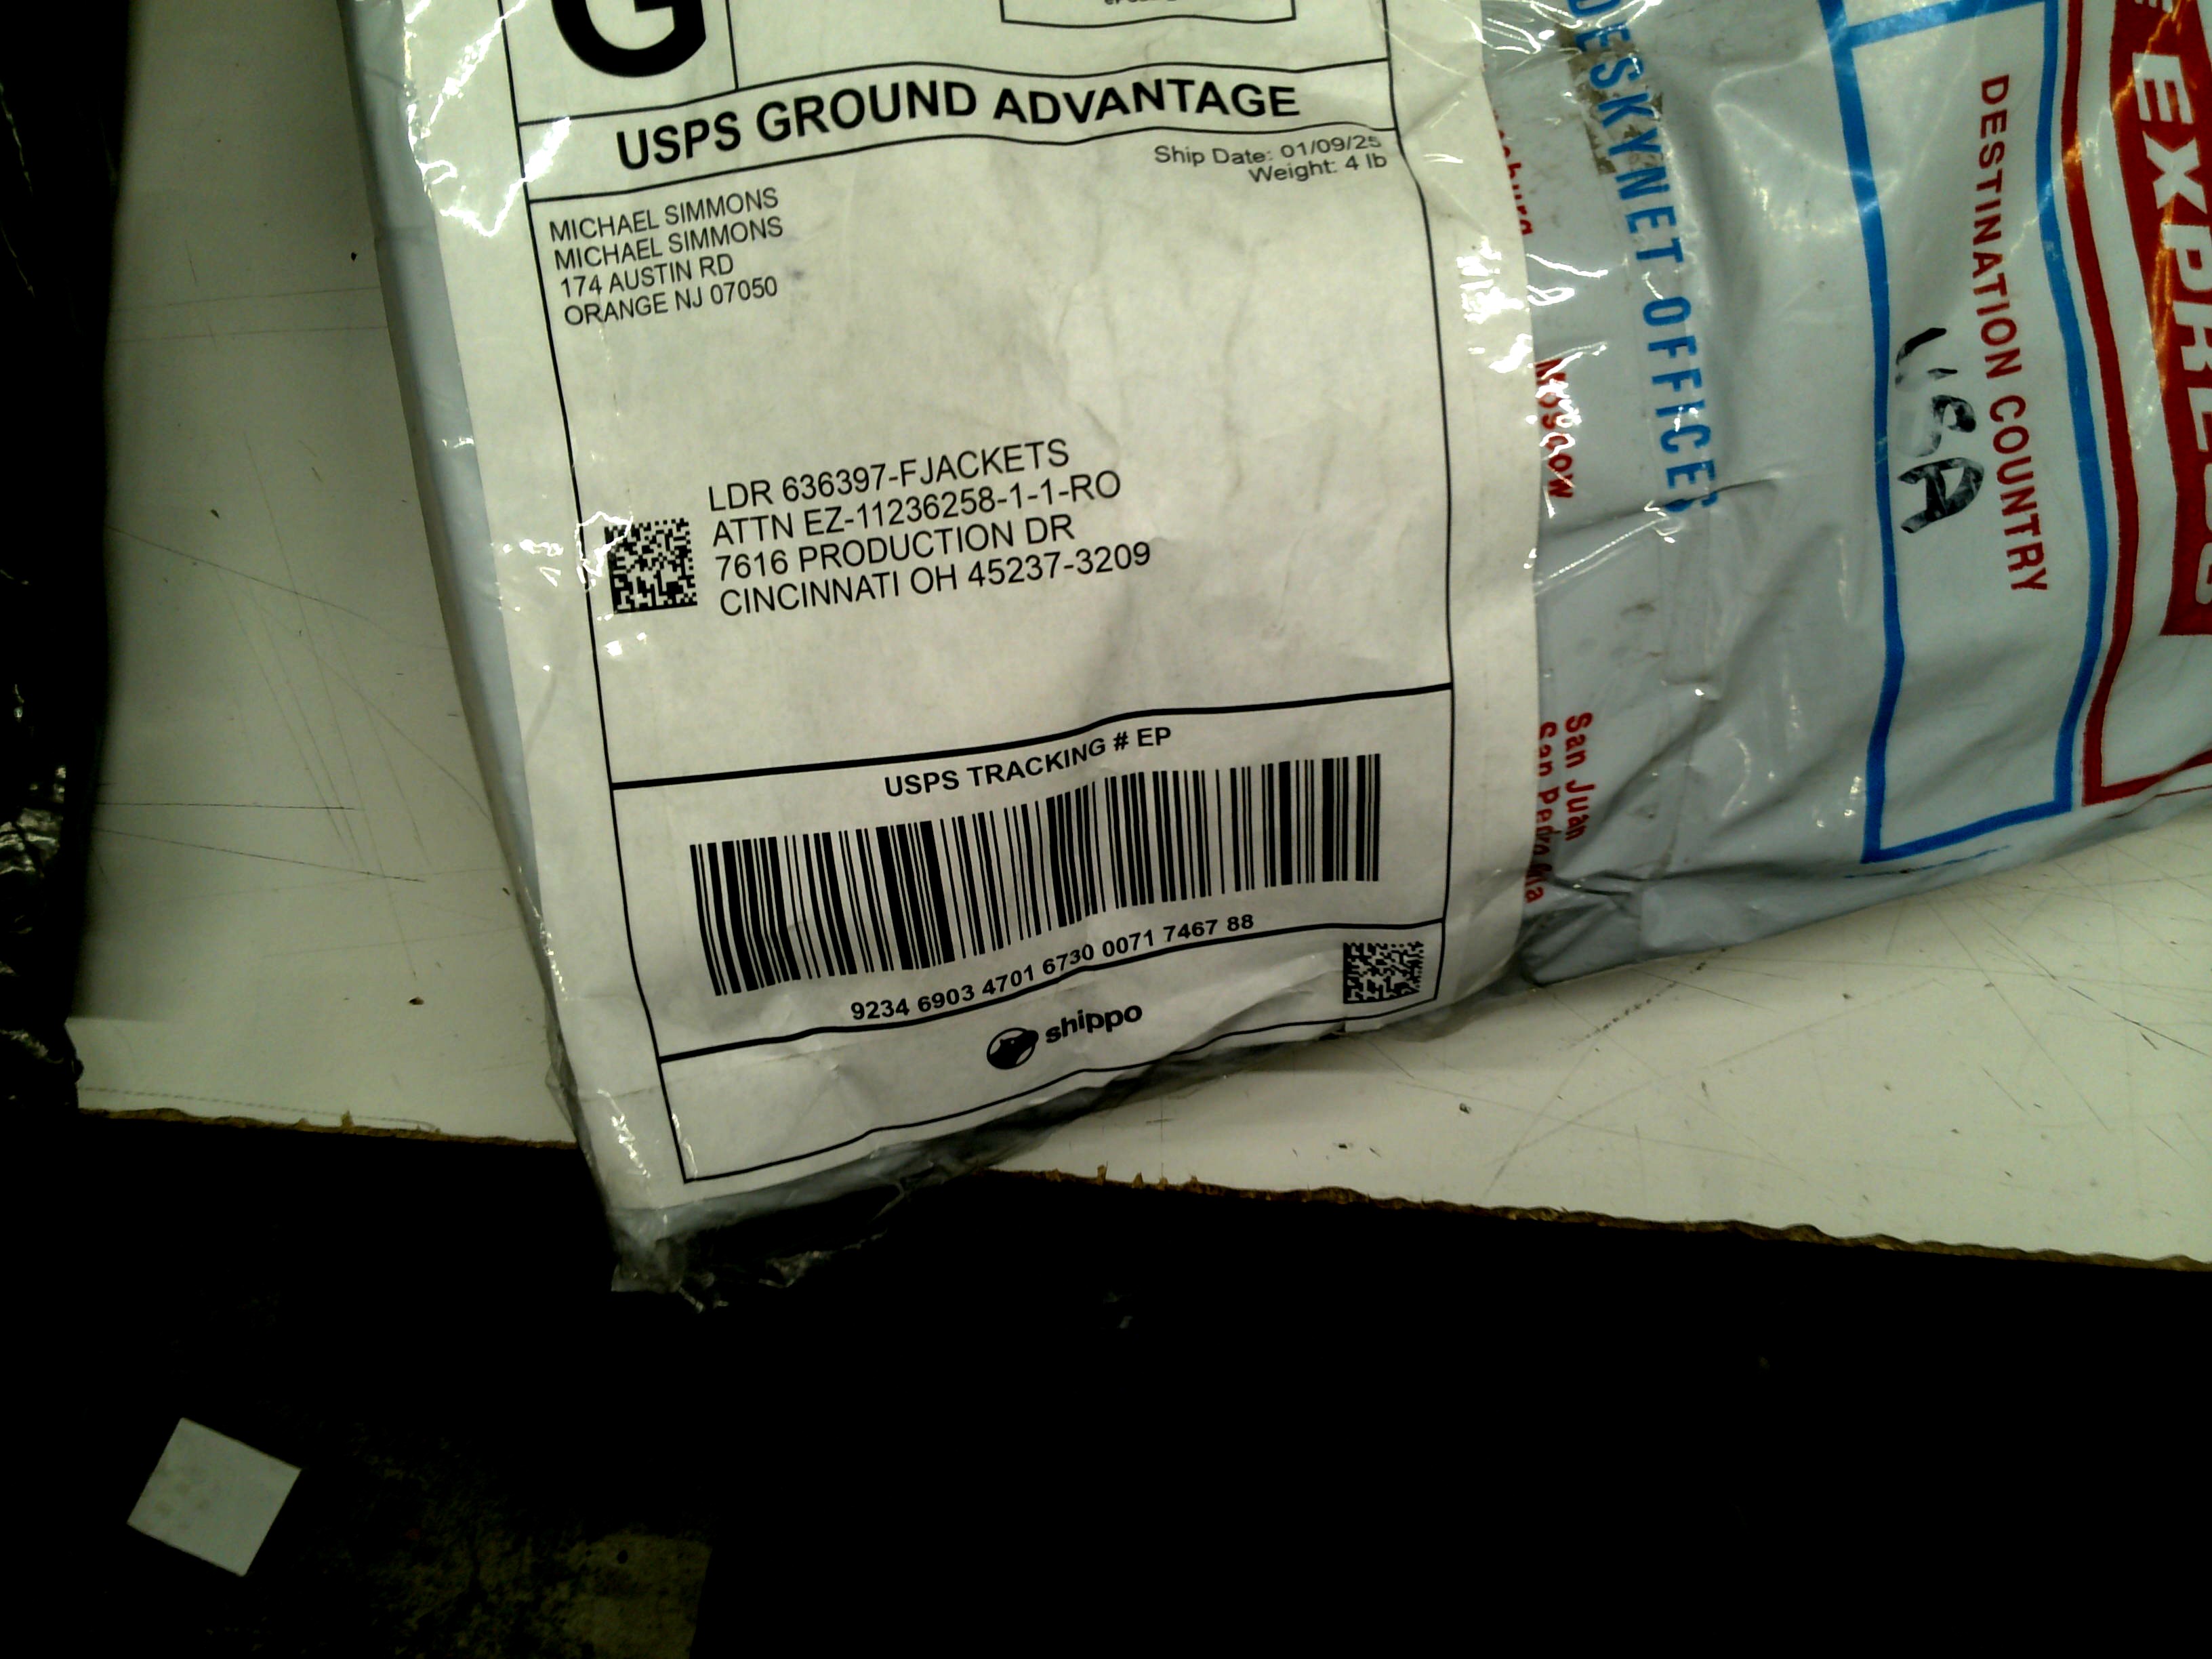 G
USPS GROUND ADVANTAGE
Ship Date: 01/09/25
Weight: 4 lb
MICHAEL SIMMONS
MICHAEL SIMMONS
174 AUSTIN RD
ORANGE NJ 07050
LDR 636397-FJACKETS
ATTN EZ-11236258-1-1-RO
7616 PRODUCTION DR
CINCINNATI OH 45237-3209
USPS TRACKING # EP
9234 6903 4701 6730 0071 7467 88
shippo
DESKYNET OFFICES
Moscow
San Juan
San Pedro
DESTINATION COUNTRY
USA